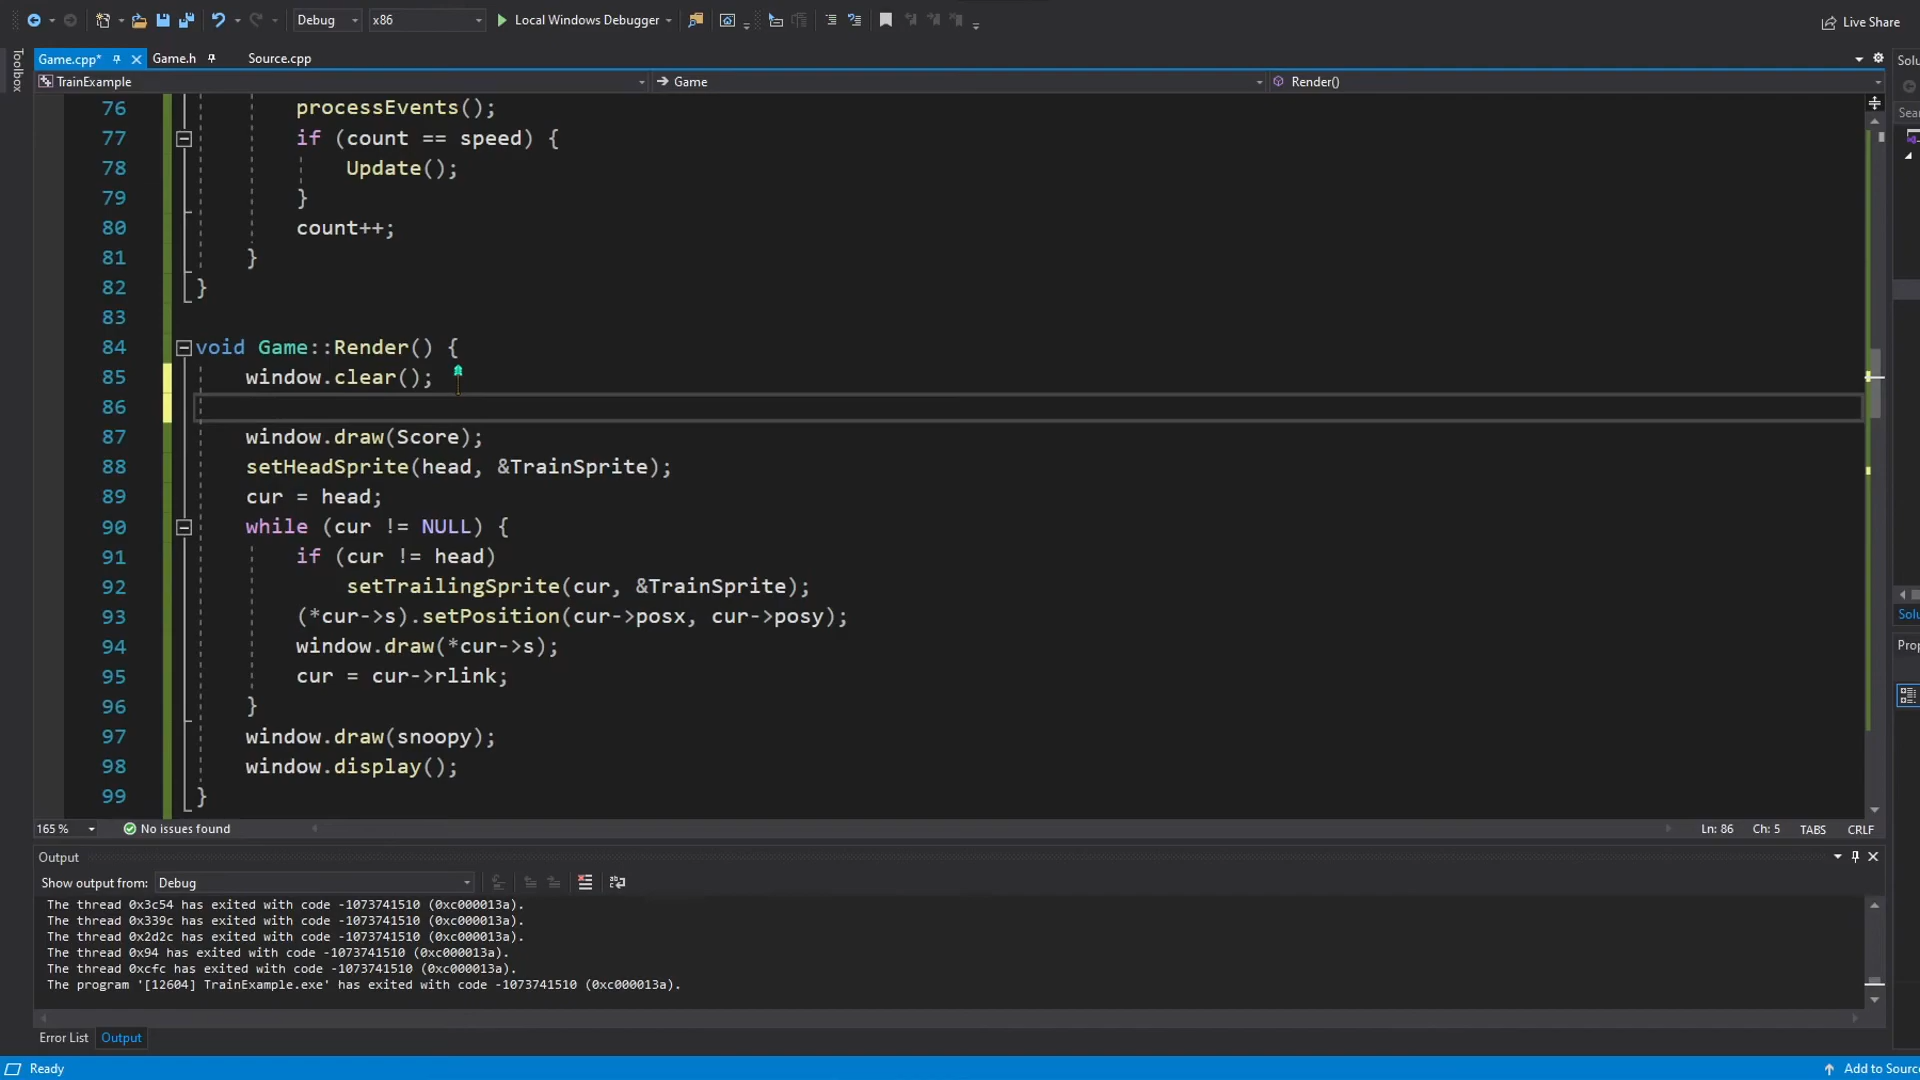 Debug x86 Local Windows Debugger Live Share
Toolbox
Game.cpp* Game.h Source.cpp Solu
TrainExample Game Render()
Sear
76 processEvents();
77 if (count == speed) {
78 Update();
79 }
80 count++;
81 }
82 }
83
84 void Game::Render() {
85 window.clear();
86
87 window.draw(Score);
88 setHeadSprite(head, &TrainSprite);
89 cur = head;
90 while (cur != NULL) {
91 if (cur != head)
92 setTrailingSprite(cur, &TrainSprite);
93 (*cur->s).setPosition(cur->posx, cur->posy);
94 window.draw(*cur->s);
95 cur = cur->rlink;
96 }
97 window.draw(snoopy);
98 window.display();
99 }
Solu
Prop
165 % No issues found Ln: 86 Ch: 5 TABS CRLF
Output
Show output from: Debug
The thread 0x3c54 has exited with code -1073741510 (0xc000013a).
The thread 0x339c has exited with code -1073741510 (0xc000013a).
The thread 0x2d2c has exited with code -1073741510 (0xc000013a).
The thread 0x94 has exited with code -1073741510 (0xc000013a).
The thread 0xcfc has exited with code -1073741510 (0xc000013a).
The program '[12604] TrainExample.exe' has exited with code -1073741510 (0xc000013a).
Error List Output
Ready Add to Sourc